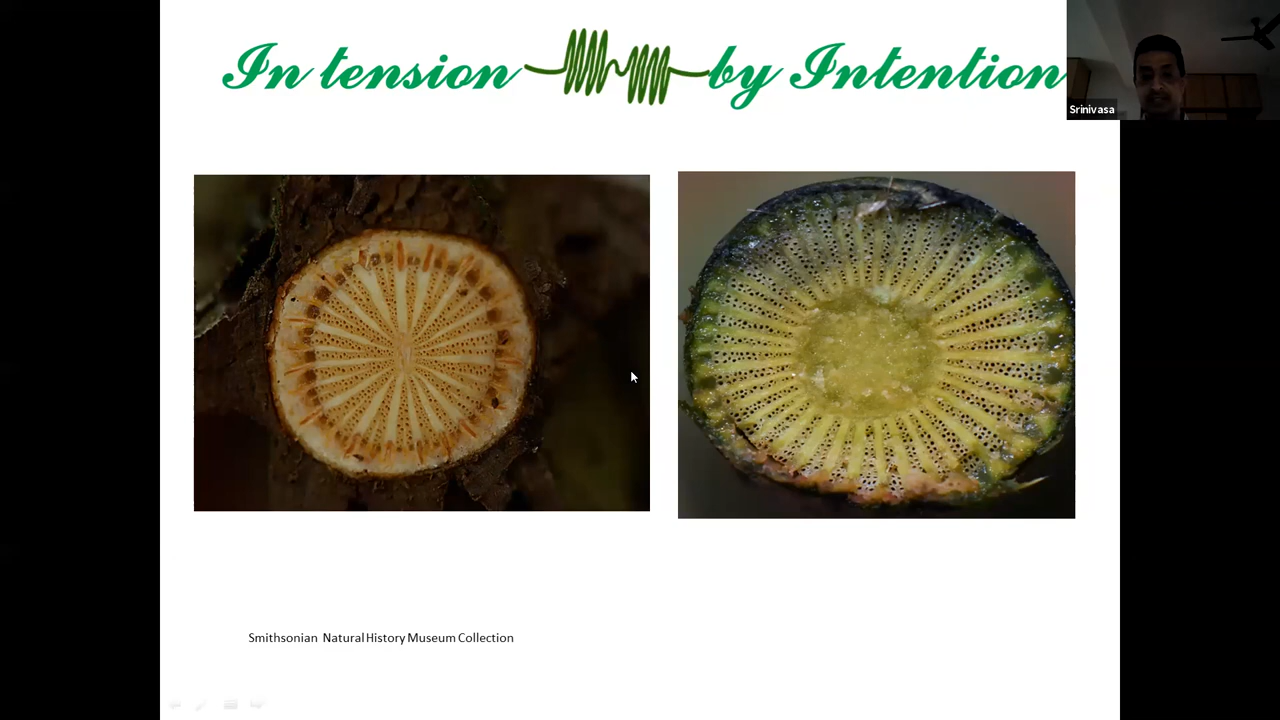 In tension by Intention
Srinivasa
Smithsonian Natural History Museum Collection